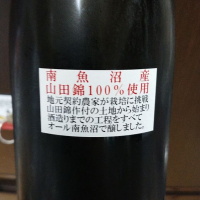 南魚沼産
山田錦100%使用
地元契約農家が栽培に挑戦
山田錦作付の土地から始まり
酒造りまでの工程をすべて
オール南魚沼で醸しました。